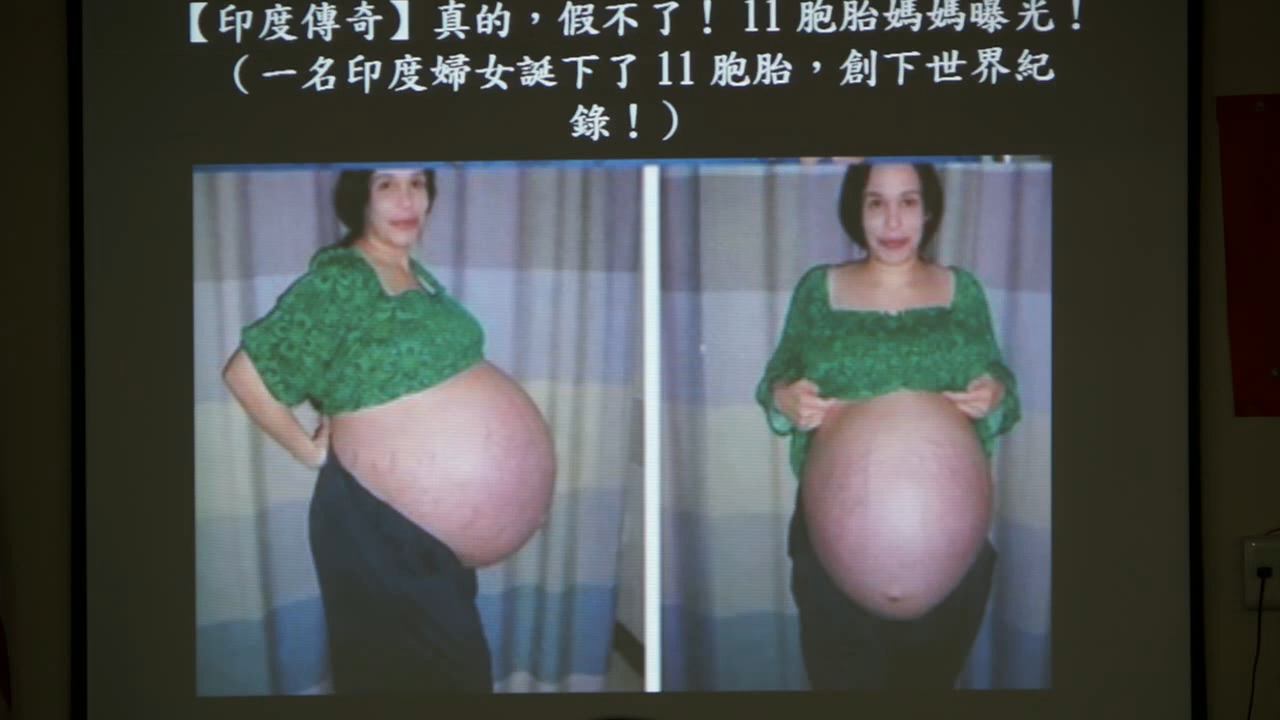 【印度傳奇】真的，假不了！11 胞胎媽媽曝光！
（一名印度婦女誕下了 11 胞胎，創下世界紀
錄！）